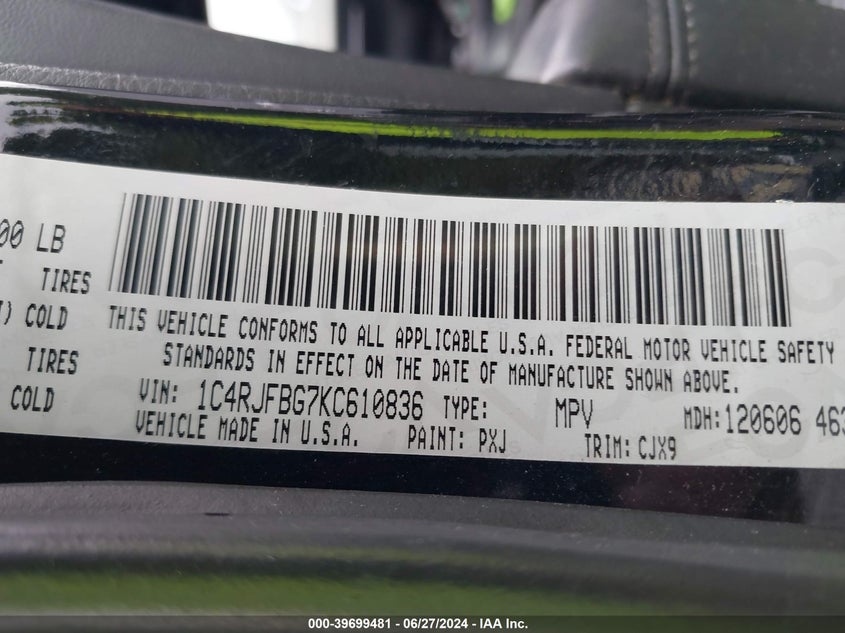 00 LB
TIRES
) COLD
TIRES
COLD
THIS VEHICLE CONFORMS TO ALL APPLICABLE U.S.A. FEDERAL MOTOR VEHICLE SAFETY
STANDARDS IN EFFECT ON THE DATE OF MANUFACTURE SHOWN ABOVE.
VIN: 1C4RJFBG7KC610836 TYPE: MPV MDH:120606 463
VEHICLE MADE IN U.S.A. PAINT: PXJ TRIM: CJX9
000-39699481 - 06/27/2024 - IAA Inc.